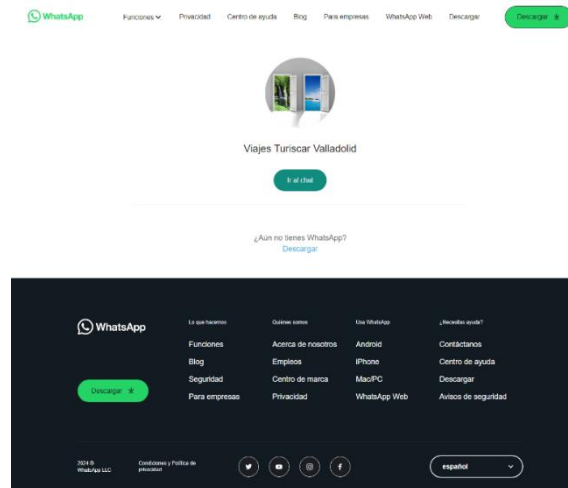 WhatsApp
Funciones Privacidad Centro de ayuda Blog Para empresas WhatsApp Web Descargar Descargar
Viajes Turiscar Valladolid
Ir al chat
¿Aún no tienes WhatsApp?
Descargar
WhatsApp
Descargar
Lo que hacemos
Funciones
Blog
Seguridad
Para empresas
Quiénes somos
Acerca de nosotros
Empleos
Centro de marca
Privacidad
Usa WhatsApp
Android
iPhone
Mac/PC
WhatsApp Web
¿Necesitas ayuda?
Contáctanos
Centro de ayuda
Descargar
Avisos de seguridad
2024 ©
WhatsApp LLC
Condiciones y Política de
privacidad
español